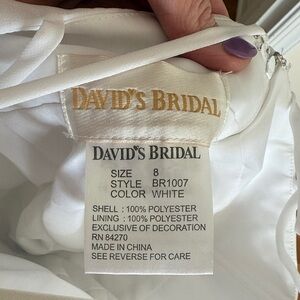 DAVID'S BRIDAL
DAVID'S BRIDAL
SIZE 8
STYLE BR1007
COLOR WHITE
SHELL : 100% POLYESTER
LINING : 100% POLYESTER
EXCLUSIVE OF DECORATION
RN 84270
MADE IN CHINA
SEE REVERSE FOR CARE